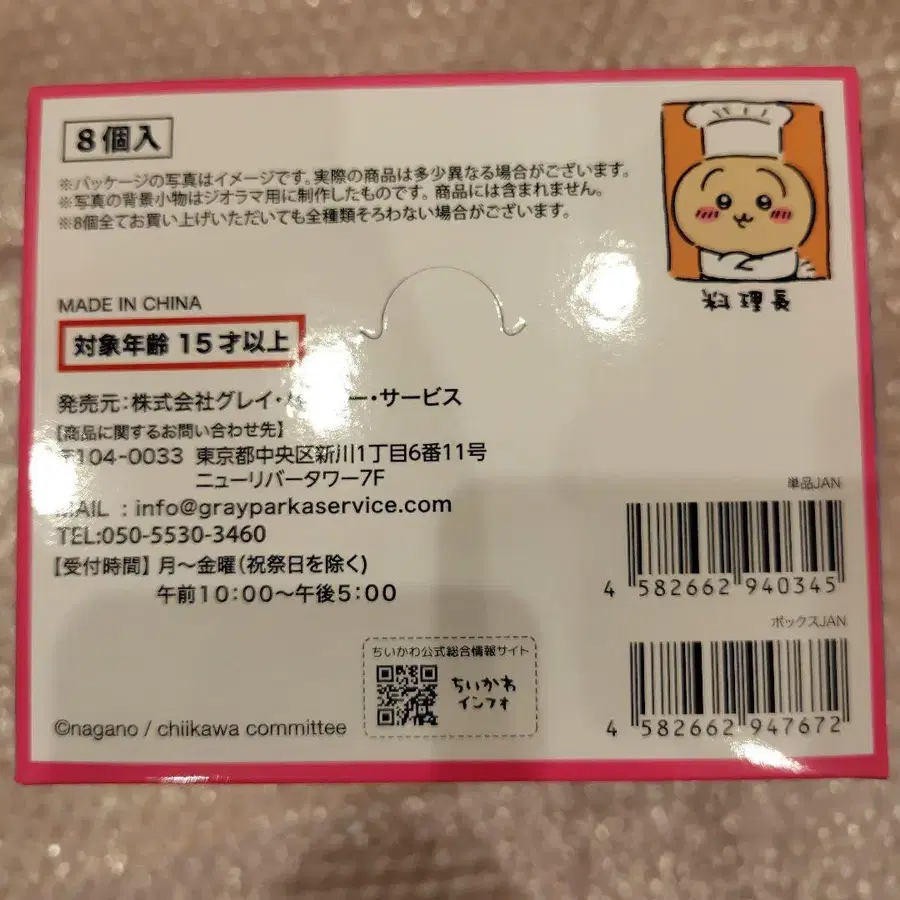 8個入
※パッケージの写真はイメージです。実際の商品は多少異なる場合がございます。
※写真の背景小物はジオラマ用に制作したものです。商品には含まれません。
※8個全てお買い上げいただいても全種類そろわない場合がございます。
料理長
MADE IN CHINA
対象年齢 15才以上
発売元:株式会社グレイ・ ー・サービス
【商品に関するお問い合わせ先】
〒104-0033 東京都中央区新川1丁目6番11号
ニューリバータワー7F
MAIL : info@grayparkaservice.com
TEL:050-5530-3460
【受付時間】月〜金曜(祝祭日を除く)
午前10:00〜午後5:00
単品JAN
4 582662 940345
ボックスJAN
4 582662 947672
ちいかわ公式総合情報サイト
ちいかわ
インフォ
©nagano / chiikawa committee